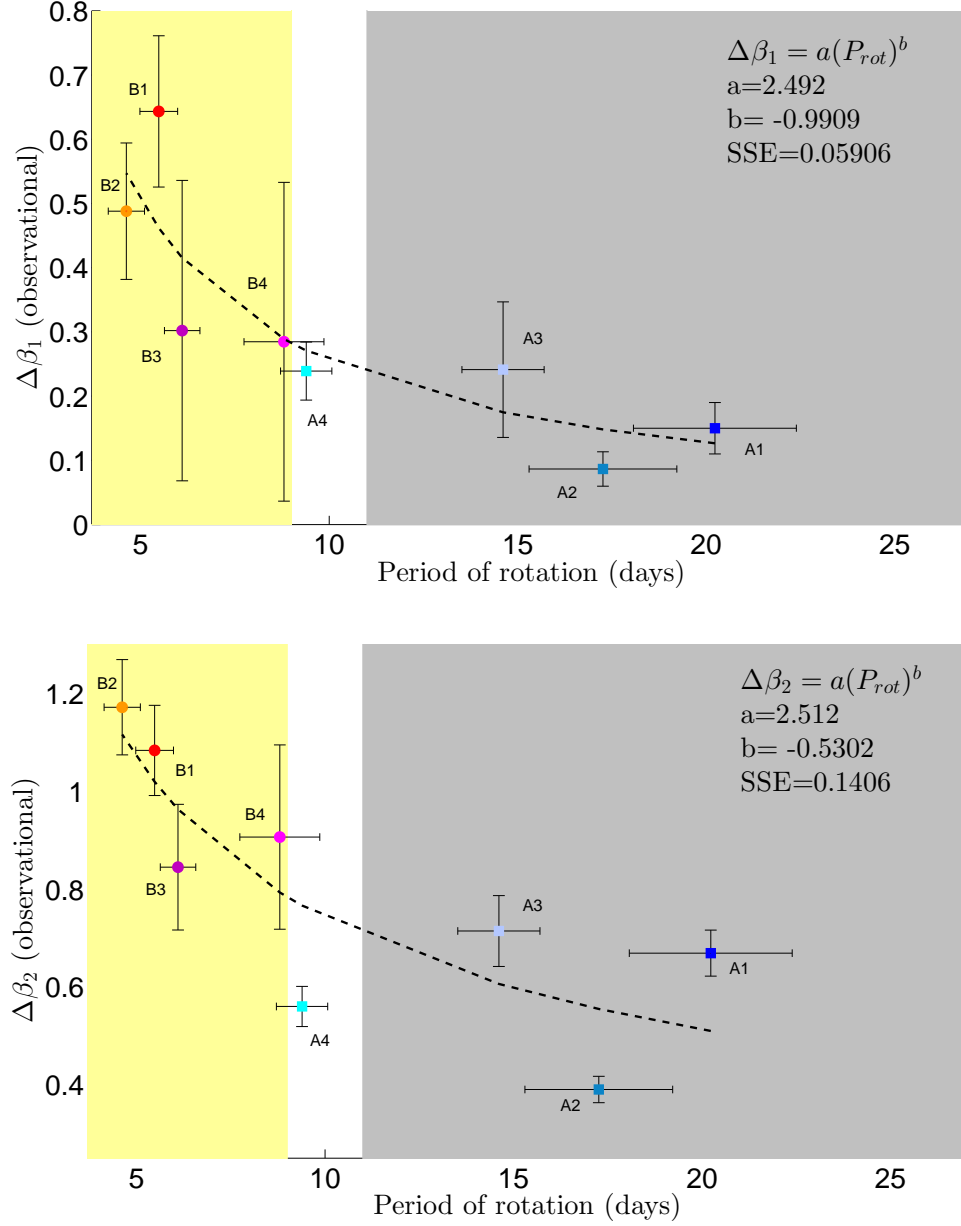 0.8
0.7
0.6
0.5
0.4
0.3
0.2
0.1
0
Δβ₁ (observational)
B1
B2
B3
B4
A4
A3
A2
A1
Δβ₁ = a(P_rot)^b
a=2.492
b= -0.9909
SSE=0.05906
5 10 15 20 25
Period of rotation (days)
1.2
1
0.8
0.6
0.4
Δβ₂ (observational)
B2
B1
B3
B4
A4
A3
A2
A1
Δβ₂ = a(P_rot)^b
a=2.512
b= -0.5302
SSE=0.1406
5 10 15 20 25
Period of rotation (days)